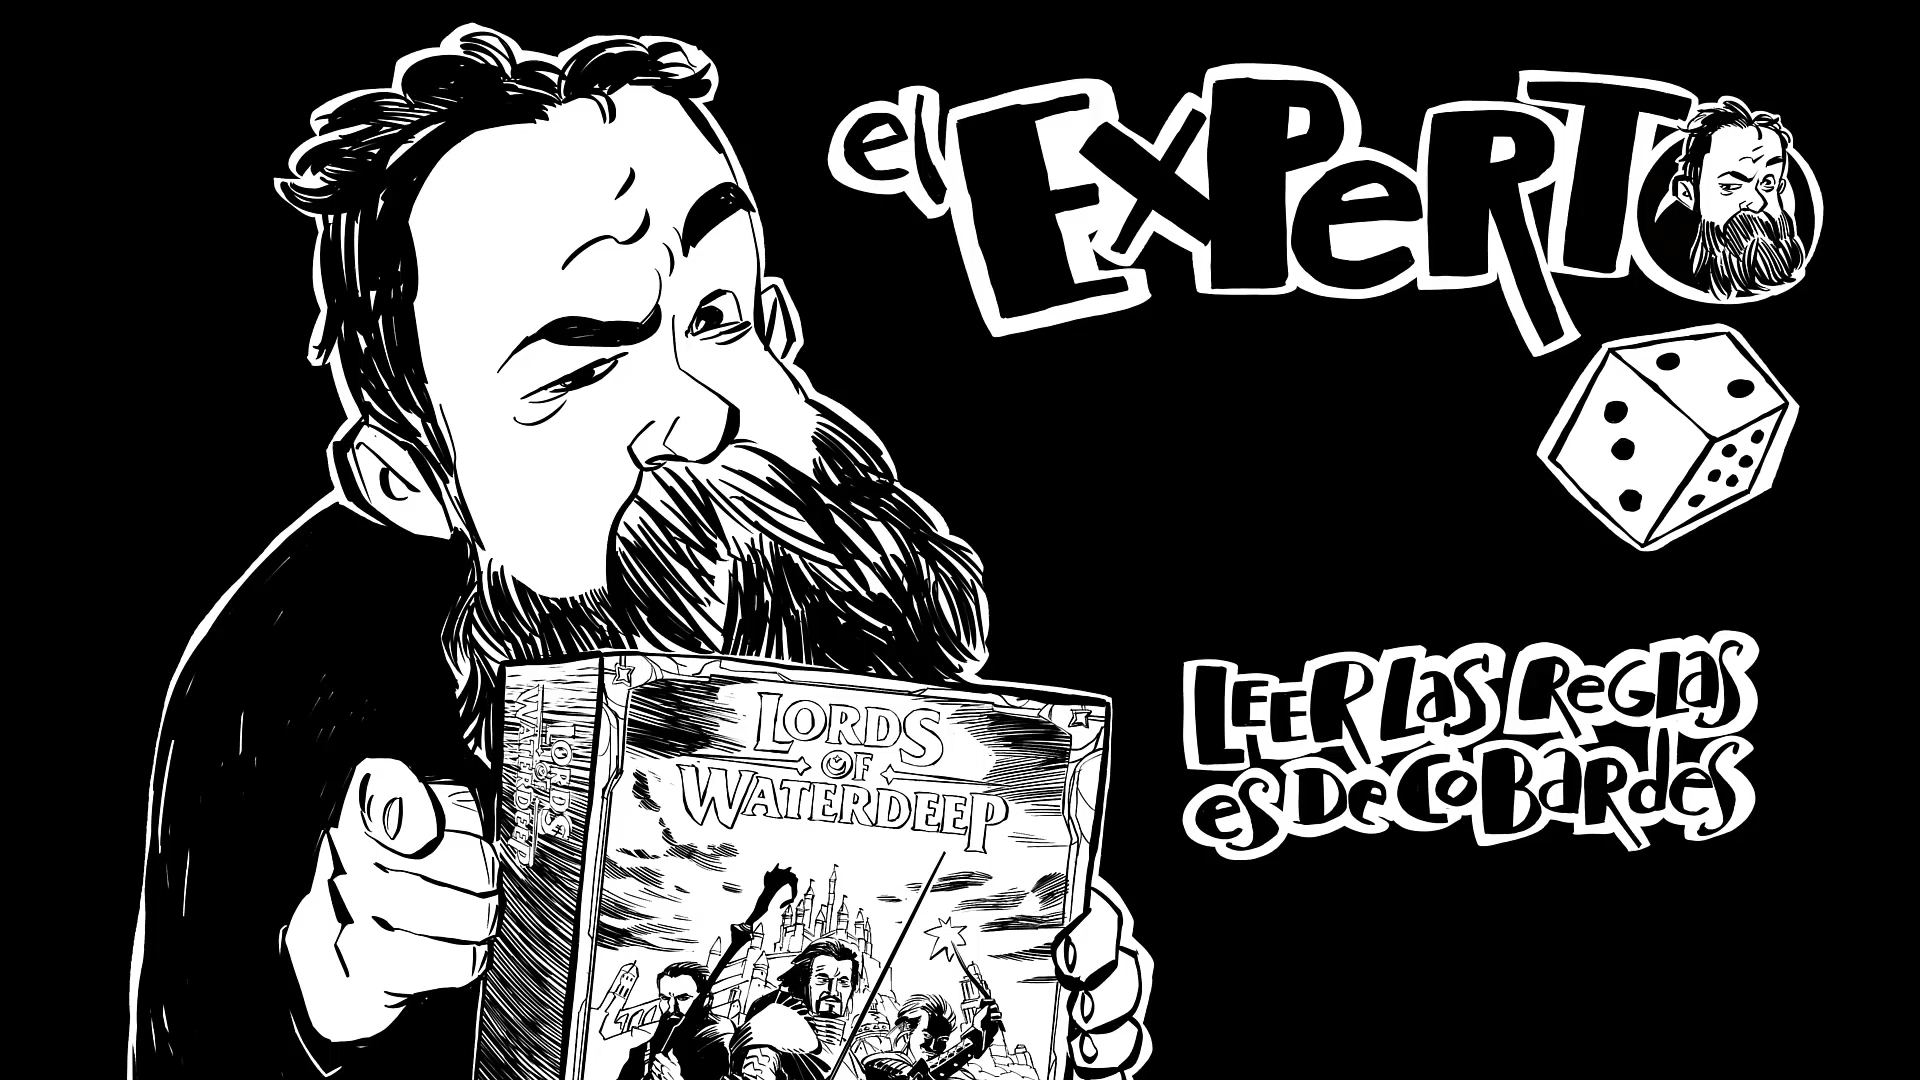 el EXPERTO
LEER LaS ReGLaS
eS De CoBaRdeS
LORDS
OF
WATERDEEP
LORDS
OF
WATERDEEP